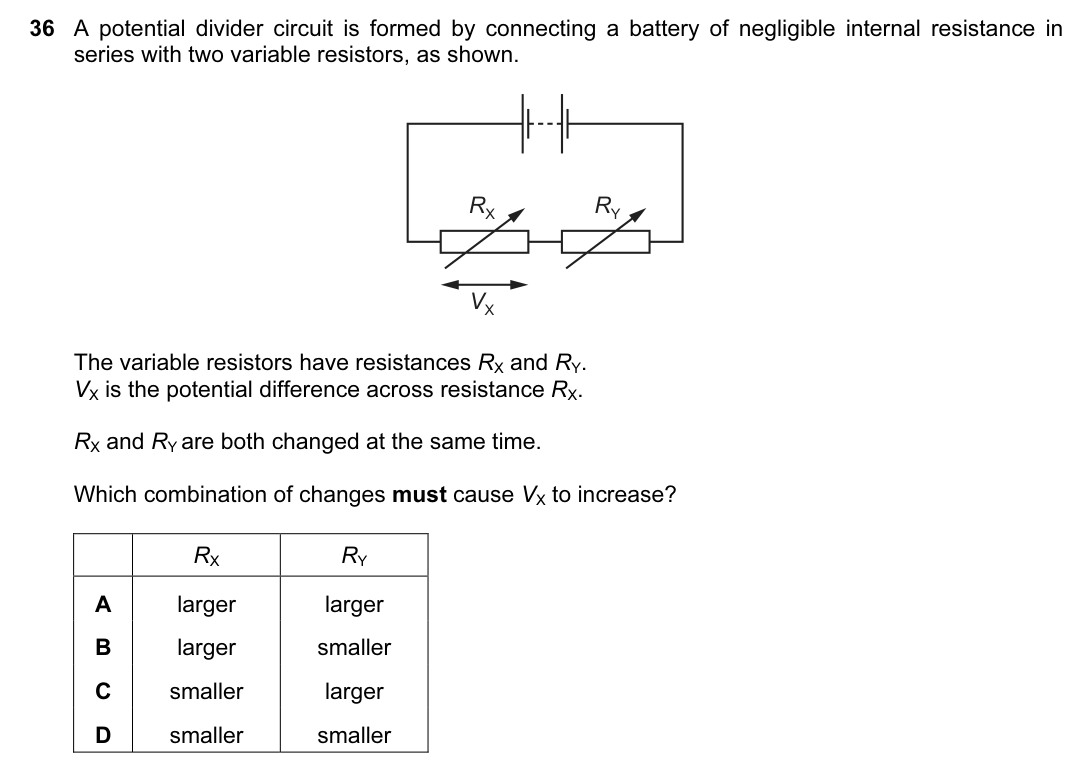 36 A potential divider circuit is formed by connecting a battery of negligible internal resistance in
series with two variable resistors, as shown.
RX RY
VX
The variable resistors have resistances RX and RY.
VX is the potential difference across resistance RX.
RX and RY are both changed at the same time.
Which combination of changes must cause VX to increase?
RX RY
A larger larger
B larger smaller
C smaller larger
D smaller smaller